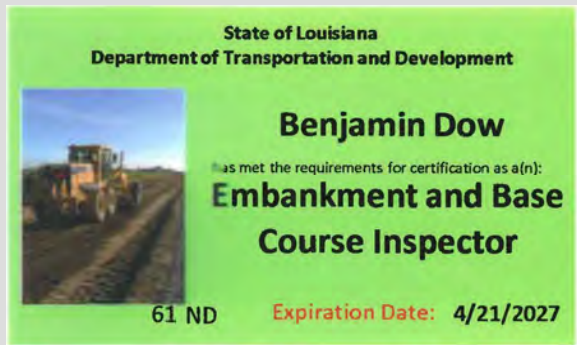 State of Louisiana
Department of Transportation and Development
Benjamin Dow
has met the requirements for certification as a(n):
Embankment and Base
Course Inspector
61 ND
Expiration Date: 4/21/2027